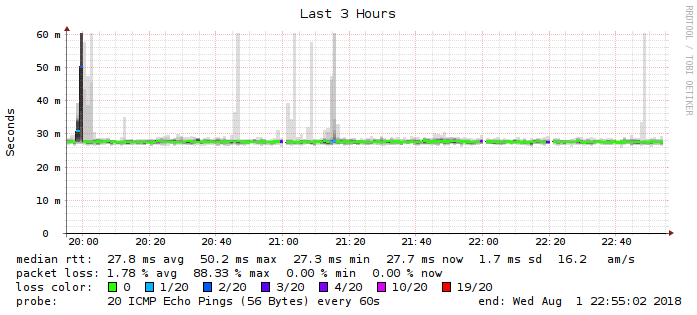 Last 3 Hours
RRDTOOL / TOBI OETIKER
Seconds
60 m
50 m
40 m
30 m
20 m
10 m
0
20:00 20:20 20:40 21:00 21:20 21:40 22:00 22:20 22:40
median rtt: 27.8 ms avg 50.2 ms max 27.3 ms min 27.7 ms now 1.7 ms sd 16.2 am/s
packet loss: 1.78 % avg 88.33 % max 0.00 % min 0.00 % now
loss color: 0 1/20 2/20 3/20 4/20 10/20 19/20
probe: 20 ICMP Echo Pings (56 Bytes) every 60s end: Wed Aug 1 22:55:02 2018